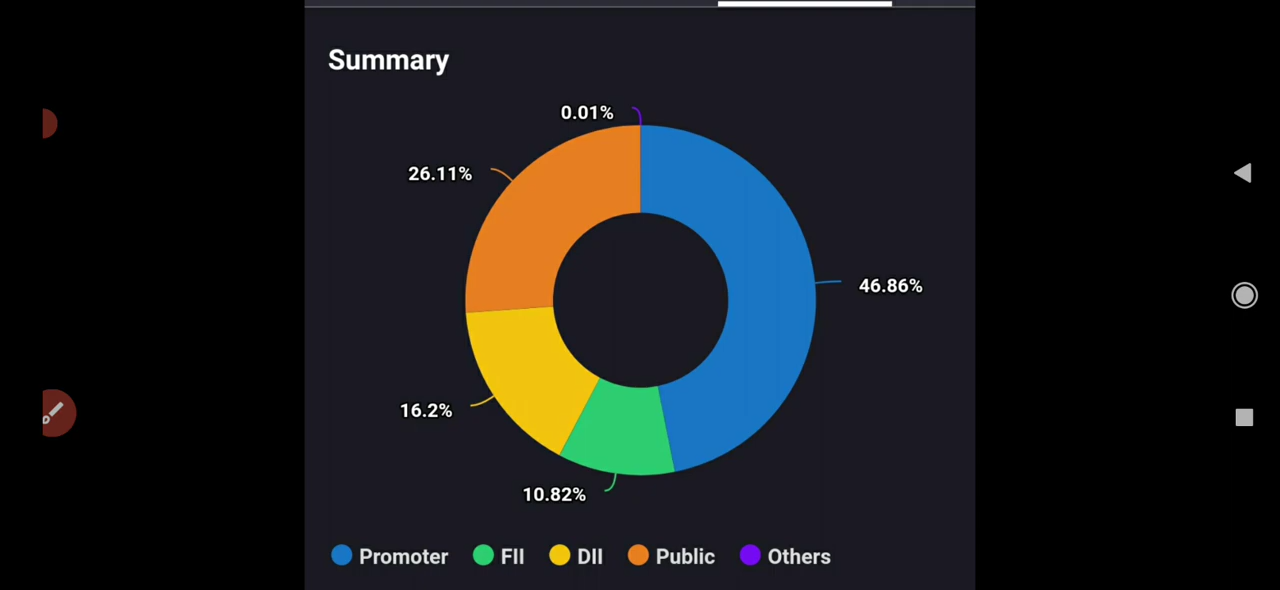 Summary
0.01%
26.11%
46.86%
16.2%
10.82%
Promoter FII DII Public Others